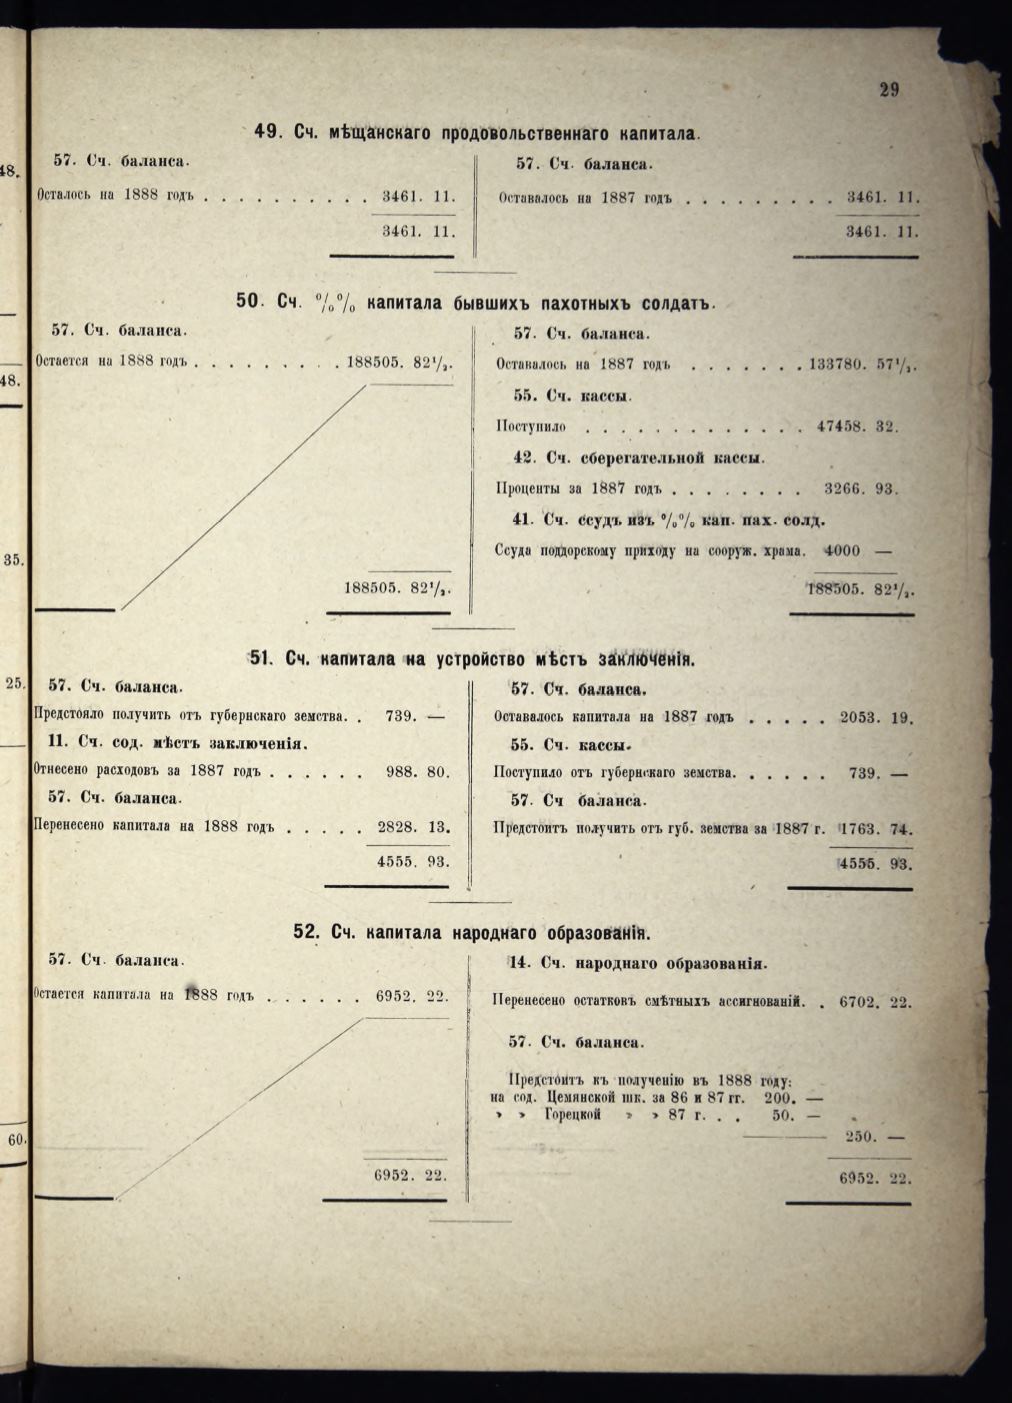 29
49. Сч. мѣщанскаго продовольственнаго капитала.
57. Сч. баланса.
Осталось на 1888 годъ . . . . . . . . . . 3461. 11.
3461. 11.
57. Сч. баланса.
Оставалось на 1887 годъ . . . . . . . . . 3461. 11.
3461. 11.
50. Сч. %% капитала бывшихъ пахотныхъ солдатъ.
57. Сч. баланса.
Остается на 1888 годъ . . . . . . . . . 188505. 82½.
188505. 82½.
57. Сч. баланса.
Оставалось на 1887 годъ . . . . . . . 133780. 57½.
55. Сч. кассы.
Поступило . . . . . . . . . . . . . 47458. 32.
42. Сч. сберегательной кассы.
Проценты за 1887 годъ . . . . . . . . 3266. 93.
41. Сч. ссудъ изъ %% кап. пах. солд.
Ссуда поддорскому приходу на сооруж. храма. 4000 —
188505. 82½.
51. Сч. капитала на устройство мѣстъ заключенія.
57. Сч. баланса.
Предстояло получить отъ губернскаго земства. . 739. —
11. Сч. сод. мѣстъ заключенія.
Отнесено расходовъ за 1887 годъ . . . . . . 988. 80.
57. Сч. баланса.
Перенесено капитала на 1888 годъ . . . . . 2828. 13.
4555. 93.
57. Сч. баланса.
Оставалось капитала на 1887 годъ . . . . . 2053. 19.
55. Сч. кассы.
Поступило отъ губернскаго земства. . . . . . 739. —
57. Сч баланса.
Предстоитъ получить отъ губ. земства за 1887 г. 1763. 74.
4555. 93.
52. Сч. капитала народнаго образованія.
57. Сч. баланса.
Остается капитала на 1888 годъ . . . . . . 6952. 22.
6952. 22.
14. Сч. народнаго образованія.
Перенесено остатковъ смѣтныхъ ассигнованій. . 6702. 22.
57. Сч. баланса.
Предстоитъ къ полученію въ 1888 году:
на сод. Цемянской шк. за 86 и 87 гг. 200. —
» » Горецкой » » 87 г. . . 50. —
250. —
6952. 22.
48.
48.
35.
25.
60.